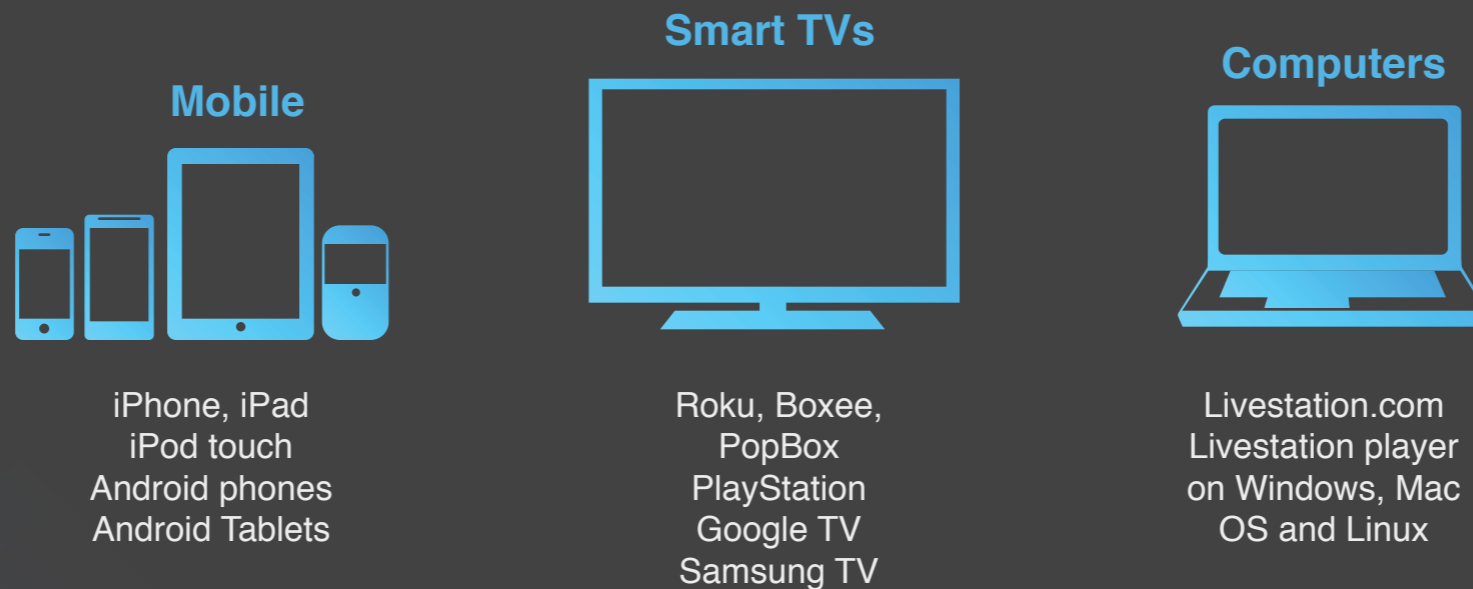 Mobile
iPhone, iPad
iPod touch
Android phones
Android Tablets
Smart TVs
Roku, Boxee,
PopBox
PlayStation
Google TV
Samsung TV
Computers
Livestation.com
Livestation player
on Windows, Mac
OS and Linux